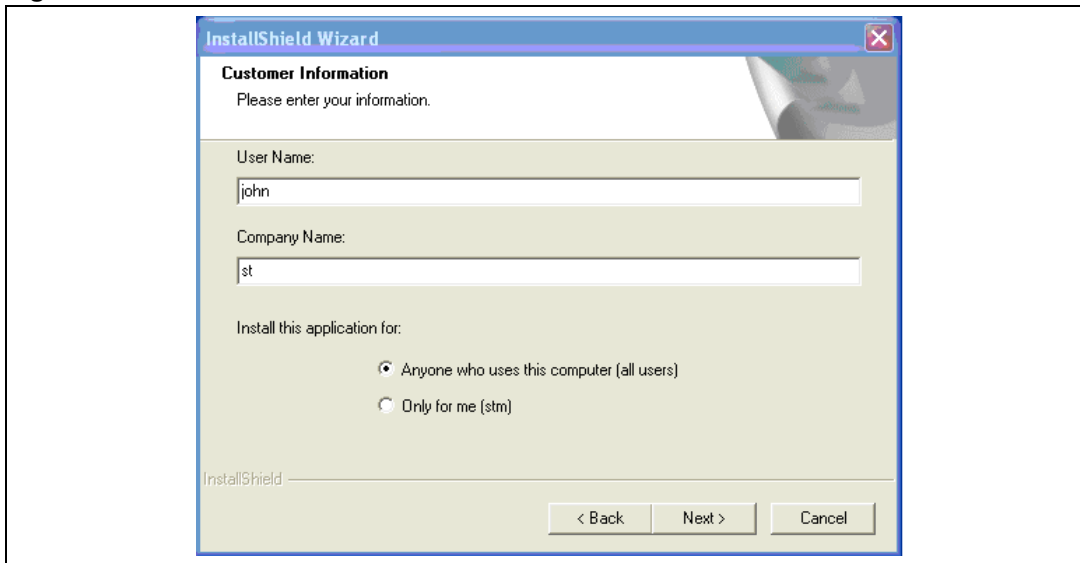 InstallShield Wizard
Customer Information
Please enter your information.
User Name:
john
Company Name:
st
Install this application for:
Anyone who uses this computer (all users)
Only for me (stm)
InstallShield
< Back Next > Cancel